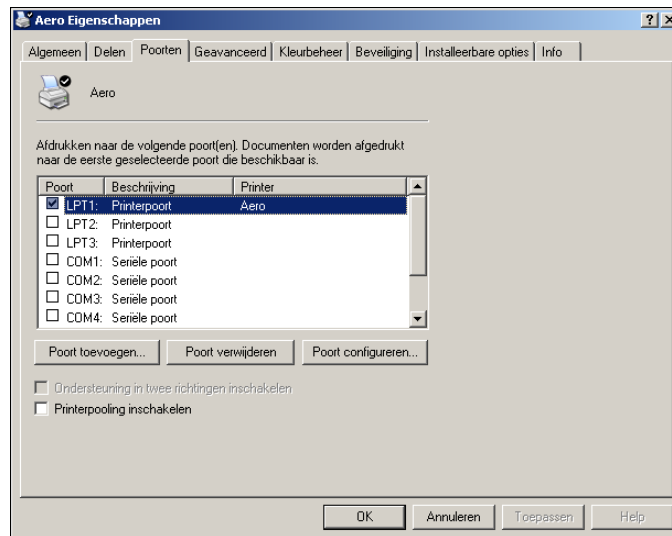 Aero Eigenschappen
Algemeen Delen Poorten Geavanceerd Kleurbeheer Beveiliging Installeerbare opties Info
Aero
Afdrukken naar de volgende poort(en). Documenten worden afgedrukt
naar de eerste geselecteerde poort die beschikbaar is.
Poort Beschrijving Printer
LPT1: Printerpoort Aero
LPT2: Printerpoort
LPT3: Printerpoort
COM1: Seriële poort
COM2: Seriële poort
COM3: Seriële poort
COM4: Seriële poort
Poort toevoegen... Poort verwijderen Poort configureren...
Ondersteuning in twee richtingen inschakelen
Printerpooling inschakelen
OK Annuleren Toepassen Help